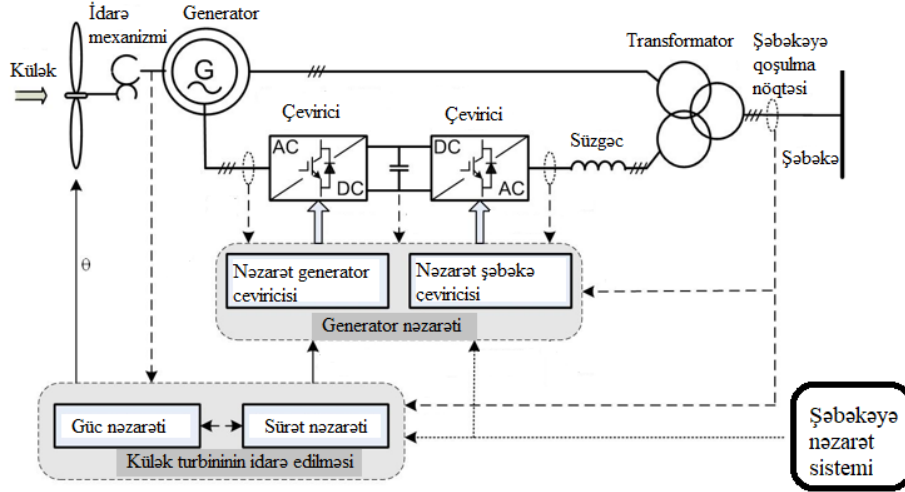 İdarə
mexanizmi
Generator
Külək
G
Transformator
Şəbəkəyə
qoşulma
nöqtəsi
Çevirici
Çevirici
Süzgəc
AC
DC
DC
AC
Şəbəkə
θ
Nəzarət generator
çeviricisi
Nəzarət şəbəkə
çeviricisi
Generator nəzarəti
Güc nəzarəti
Sürət nəzarəti
Külək turbininin idarə edilməsi
Şəbəkəyə
nəzarət
sistemi